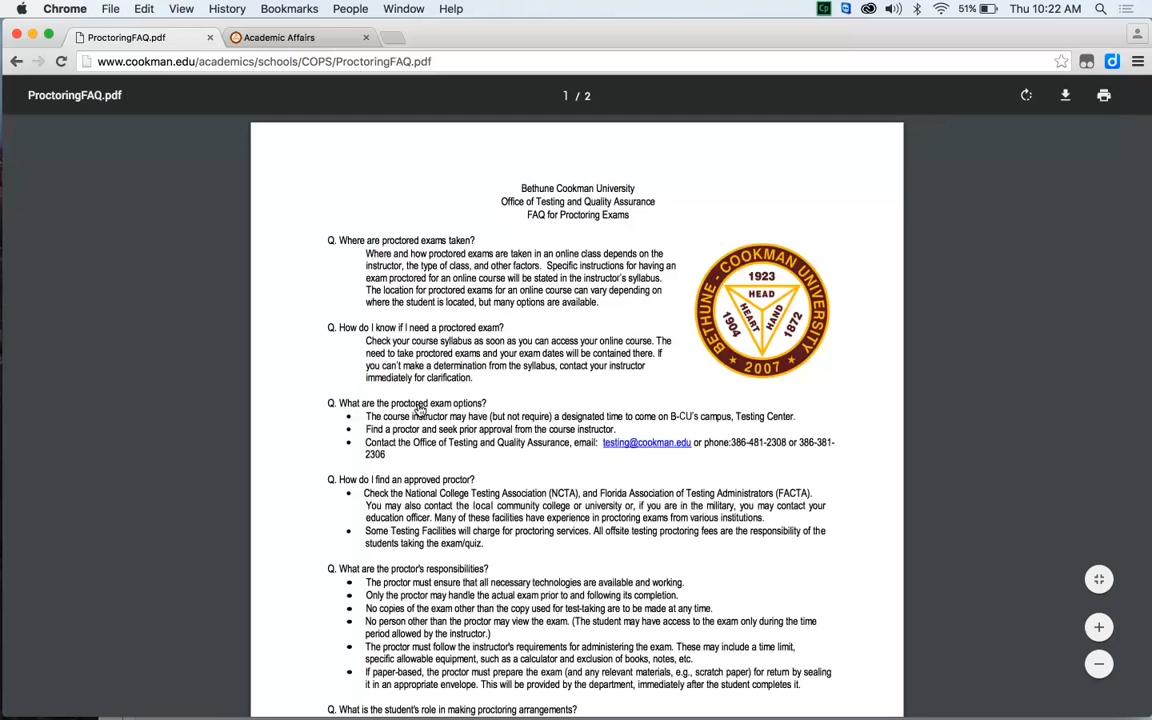 Chrome File Edit View History Bookmarks People Window Help 51% Thu 10:22 AM
ProctoringFAQ.pdf Academic Affairs
www.cookman.edu/academics/schools/COPS/ProctoringFAQ.pdf
ProctoringFAQ.pdf 1 / 2
Bethune Cookman University
Office of Testing and Quality Assurance
FAQ for Proctoring Exams
Q. Where are proctored exams taken?
Where and how proctored exams are taken in an online class depends on the
instructor, the type of class, and other factors. Specific instructions for having an
exam proctored for an online course will be stated in the instructor's syllabus.
The location for proctored exams for an online course can vary depending on
where the student is located, but many options are available.
BETHUNE - COOKMAN UNIVERSITY
1923
HEAD
HEART
HAND
1904
1872
2007
Q. How do I know if I need a proctored exam?
Check your course syllabus as soon as you can access your online course. The
need to take proctored exams and your exam dates will be contained there. If
you can't make a determination from the syllabus, contact your instructor
immediately for clarification.
Q. What are the proctored exam options?
• The course instructor may have (but not require) a designated time to come on B-CU's campus, Testing Center.
• Find a proctor and seek prior approval from the course instructor.
• Contact the Office of Testing and Quality Assurance, email: testing@cookman.edu or phone:386-481-2308 or 386-381-
2306
Q. How do I find an approved proctor?
• Check the National College Testing Association (NCTA), and Florida Association of Testing Administrators (FACTA).
You may also contact the local community college or university or, if you are in the military, you may contact your
education officer. Many of these facilities have experience in proctoring exams from various institutions.
• Some Testing Facilities will charge for proctoring services. All offsite testing proctoring fees are the responsibility of the
students taking the exam/quiz.
Q. What are the proctor's responsibilities?
• The proctor must ensure that all necessary technologies are available and working.
• Only the proctor may handle the actual exam prior to and following its completion.
• No copies of the exam other than the copy used for test-taking are to be made at any time.
• No person other than the proctor may view the exam. (The student may have access to the exam only during the time
period allowed by the instructor.)
• The proctor must follow the instructor's requirements for administering the exam. These may include a time limit,
specific allowable equipment, such as a calculator and exclusion of books, notes, etc.
• If paper-based, the proctor must prepare the exam (and any relevant materials, e.g., scratch paper) for return by sealing
it in an appropriate envelope. This will be provided by the department, immediately after the student completes it.
Q. What is the student's role in making proctoring arrangements?